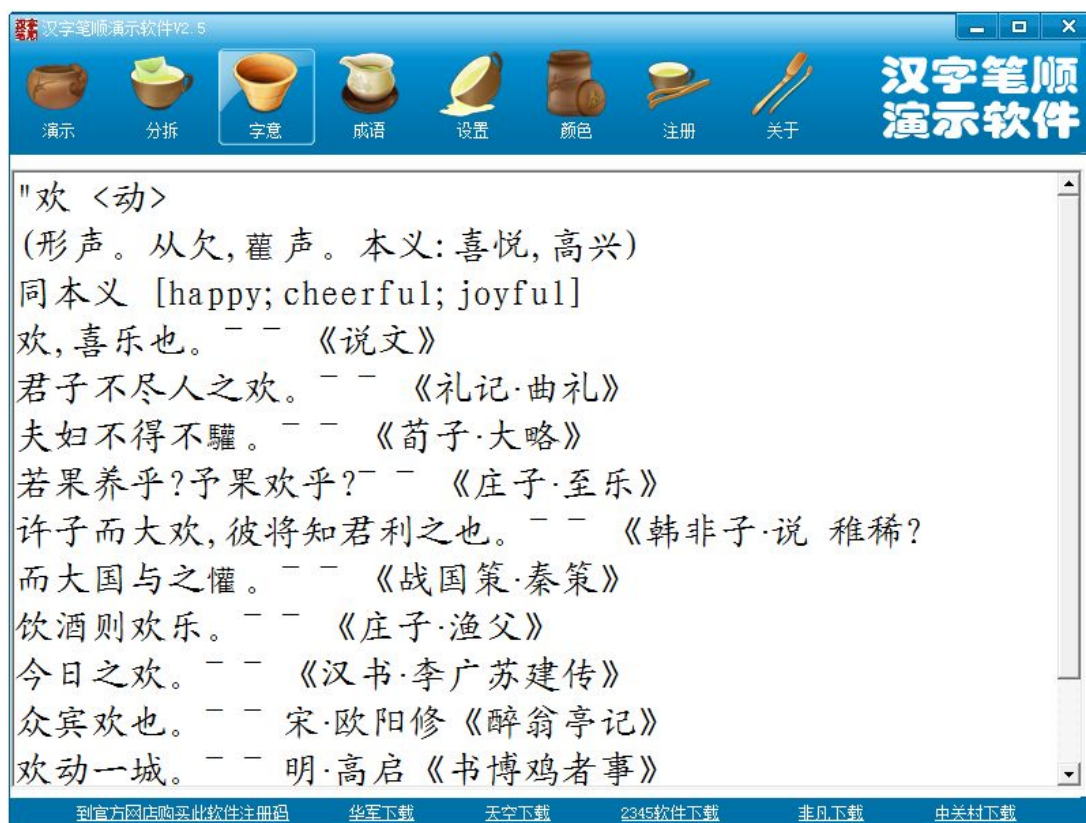 汉字笔顺演示软件V2.5
演示 分拆 字意 成语 设置 颜色 注册 关于
汉字笔顺
演示软件
"欢 <动>
(形声。从欠,雚声。本义:喜悦,高兴)
同本义 [happy;cheerful;joyful]
欢,喜乐也。¯ ¯ 《说文》
君子不尽人之欢。¯ ¯ 《礼记·曲礼》
夫妇不得不驩。¯ ¯ 《荀子·大略》
若果养乎?予果欢乎?¯ ¯ 《庄子·至乐》
许子而大欢,彼将知君利之也。¯ ¯ 《韩非子·说 稚稀?
而大国与之懽。¯ ¯ 《战国策·秦策》
饮酒则欢乐。¯ ¯ 《庄子·渔父》
今日之欢。¯ ¯ 《汉书·李广苏建传》
众宾欢也。¯ ¯ 宋·欧阳修《醉翁亭记》
欢动一城。¯ ¯ 明·高启《书博鸡者事》
到官方网店购买此软件注册码 华军下载 天空下载 2345软件下载 非凡下载 中关村下载